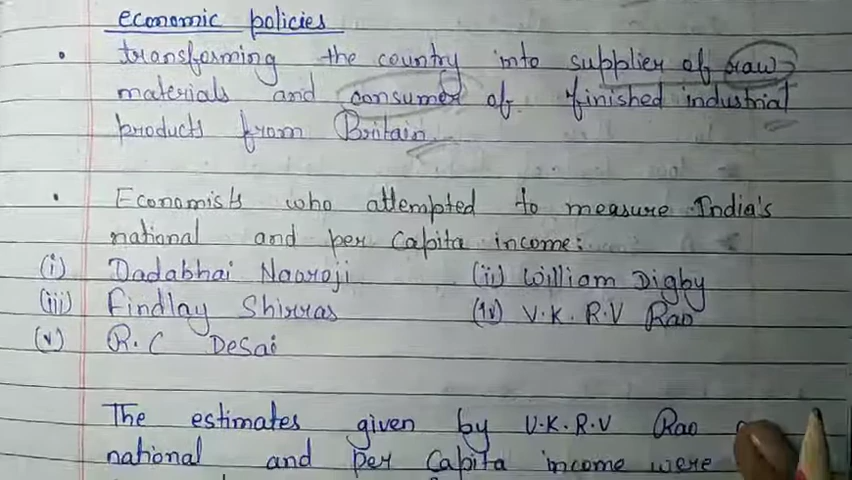 economic policies
• transforming the country into supplier of raw
materials and consumer of finished industrial
products from Britain
• Economists who attempted to measure India's
national and per capita income:
(i) Dadabhai Naoroji (ii) William Digby
(iii) Findlay Shirras (iv) V.K.R.V Rao
(v) R.C Desai
The estimates given by V.K.R.V Rao
national and per capita income were